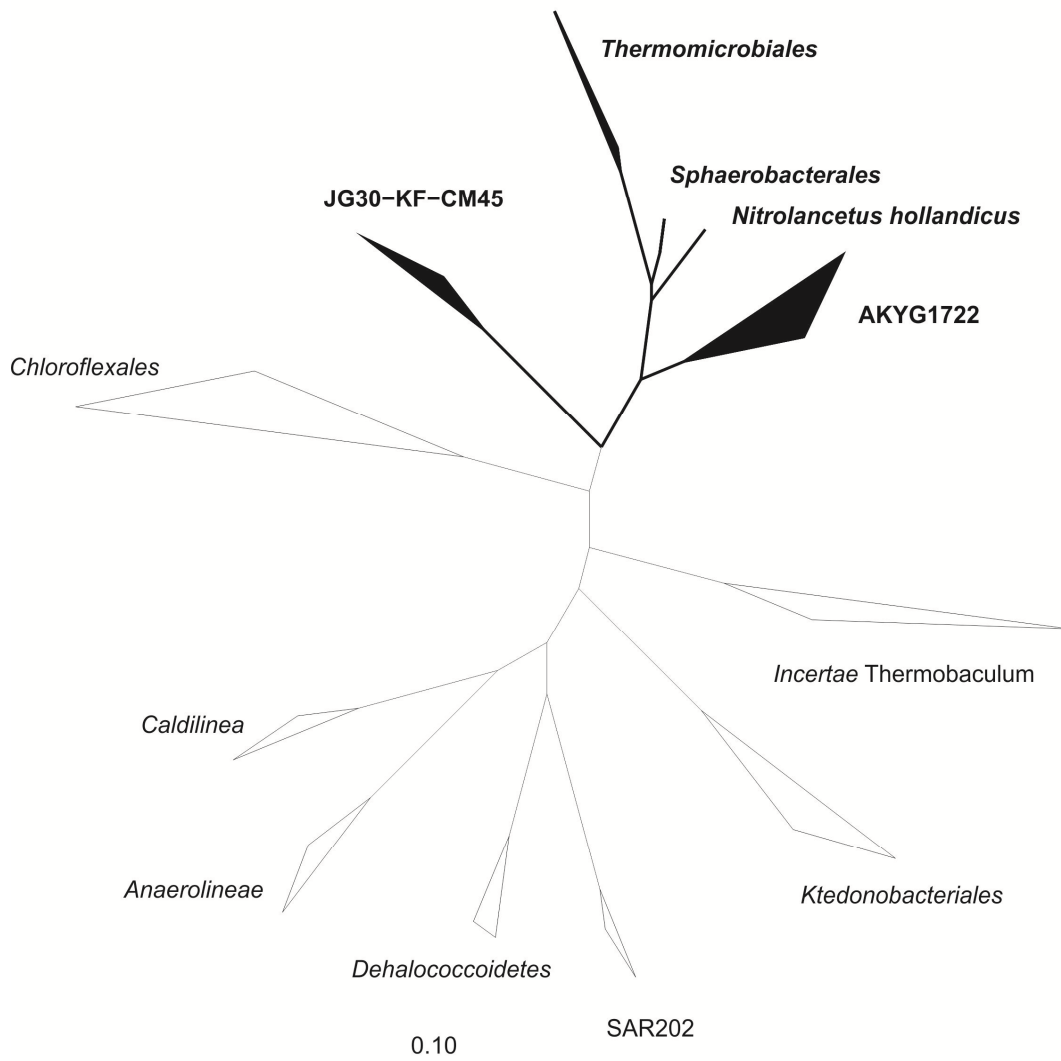 Thermomicrobiales
Sphaerobacterales
JG30−KF−CM45
Nitrolancetus hollandicus
AKYG1722
Chloroflexales
Incertae Thermobaculum
Caldilinea
Anaerolineae
Ktedonobacteriales
Dehalococcoidetes
SAR202
0.10